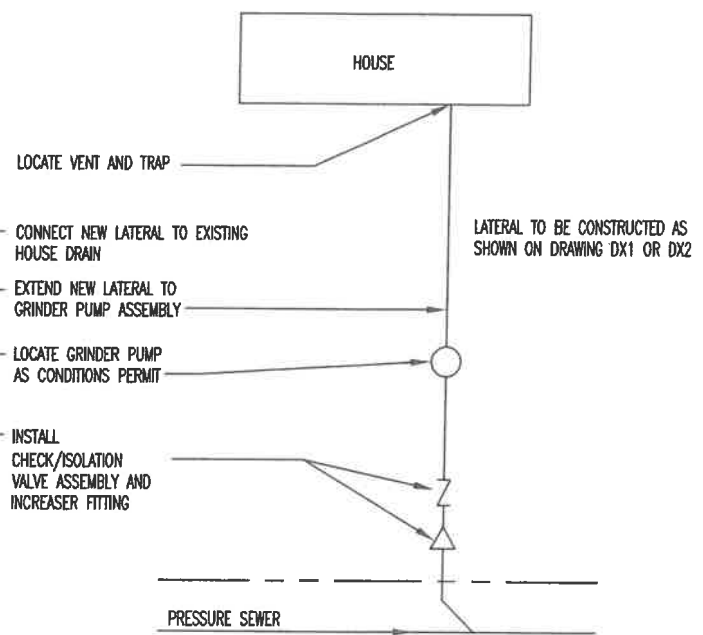 HOUSE
LOCATE VENT AND TRAP
CONNECT NEW LATERAL TO EXISTING
HOUSE DRAIN
LATERAL TO BE CONSTRUCTED AS
SHOWN ON DRAWING DX1 OR DX2
EXTEND NEW LATERAL TO
GRINDER PUMP ASSEMBLY
LOCATE GRINDER PUMP
AS CONDITIONS PERMIT
INSTALL
CHECK/ISOLATION
VALVE ASSEMBLY AND
INCREASER FITTING
PRESSURE SEWER